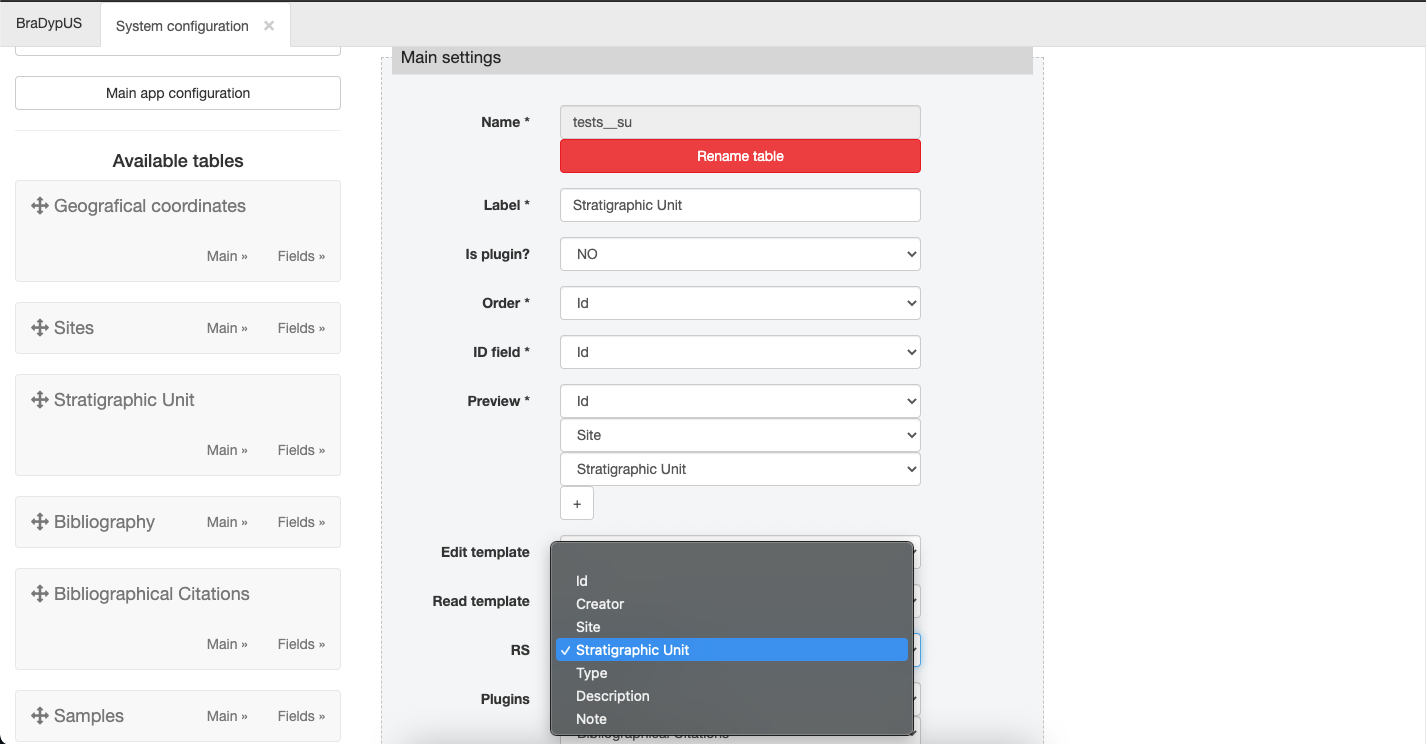 BraDypUS
System configuration ×
Main app configuration
Available tables
Geografical coordinates
Main »
Fields »
Sites
Main »
Fields »
Stratigraphic Unit
Main »
Fields »
Bibliography
Main »
Fields »
Bibliographical Citations
Main »
Fields »
Samples
Main »
Fields »
Main settings
Name *
tests__su
Rename table
Label *
Stratigraphic Unit
Is plugin?
NO
Order *
Id
ID field *
Id
Preview *
Id
Site
Stratigraphic Unit
+
Edit template
Read template
RS
Plugins
Id
Creator
Site
✓ Stratigraphic Unit
Type
Description
Note
Bibliographical Citations